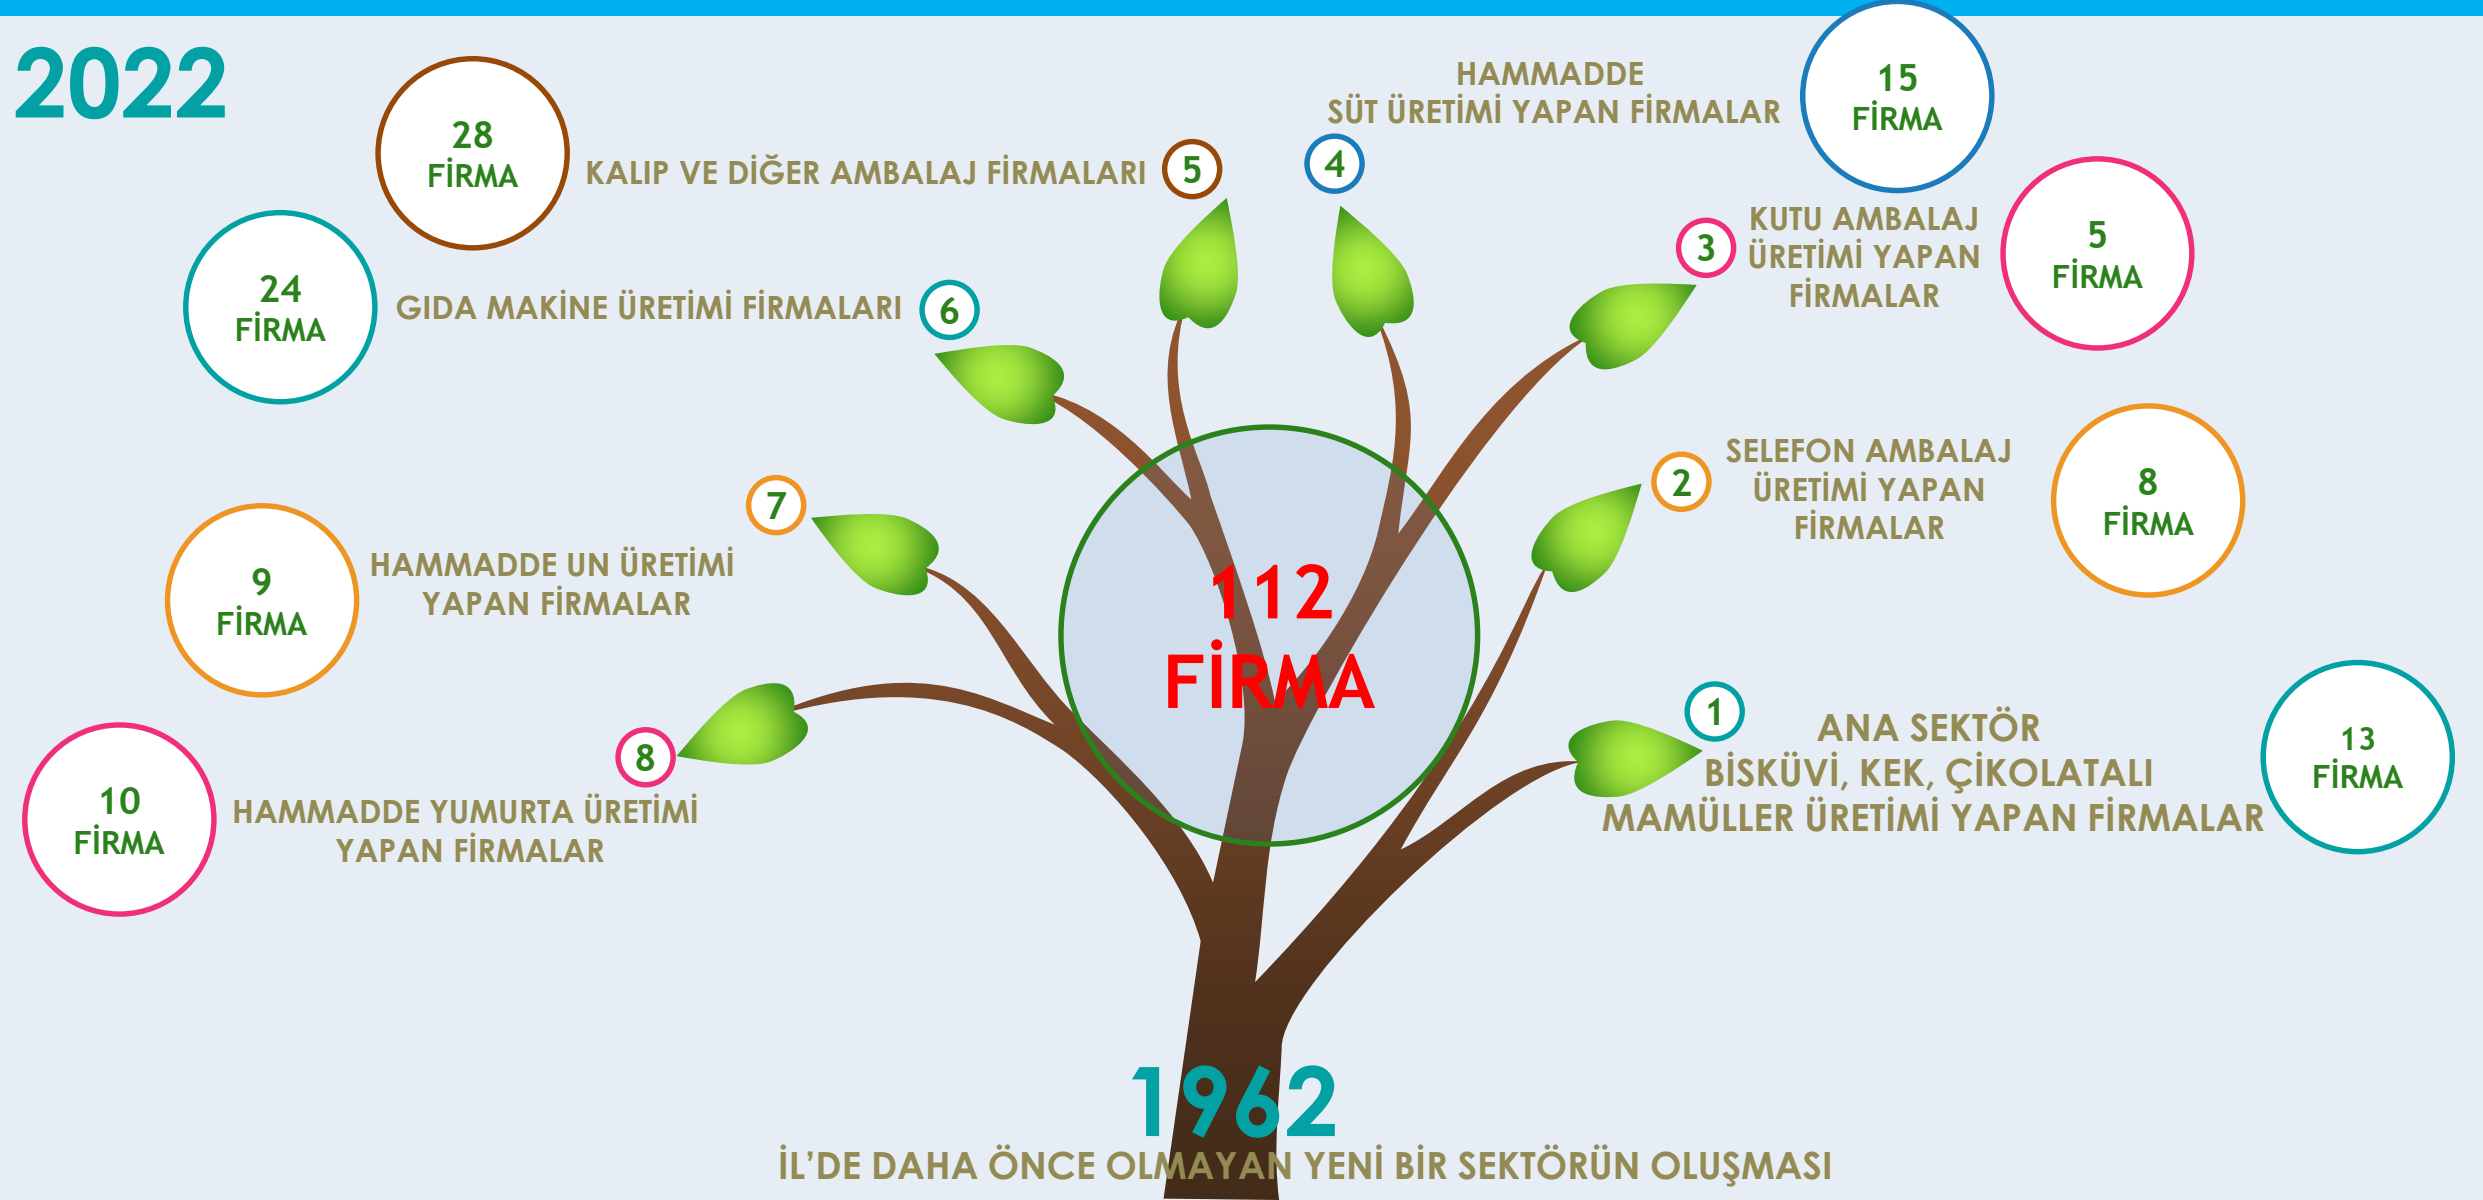 2022
28
FİRMA
KALIP VE DİĞER AMBALAJ FİRMALARI
5
HAMMADDE
SÜT ÜRETİMİ YAPAN FİRMALAR
4
15
FİRMA
24
FİRMA
GIDA MAKİNE ÜRETİMİ FİRMALARI
6
3
KUTU AMBALAJ
ÜRETİMİ YAPAN
FİRMALAR
5
FİRMA
9
FİRMA
HAMMADDE UN ÜRETİMİ
YAPAN FİRMALAR
7
2
SELEFON AMBALAJ
ÜRETİMİ YAPAN
FİRMALAR
8
FİRMA
112
FİRMA
10
FİRMA
HAMMADDE YUMURTA ÜRETİMİ
YAPAN FİRMALAR
8
1
ANA SEKTÖR
BİSKÜVİ, KEK, ÇİKOLATALI
MAMÜLLER ÜRETİMİ YAPAN FİRMALAR
13
FİRMA
1962
İL’DE DAHA ÖNCE OLMAYAN YENİ BİR SEKTÖRÜN OLUŞMASI